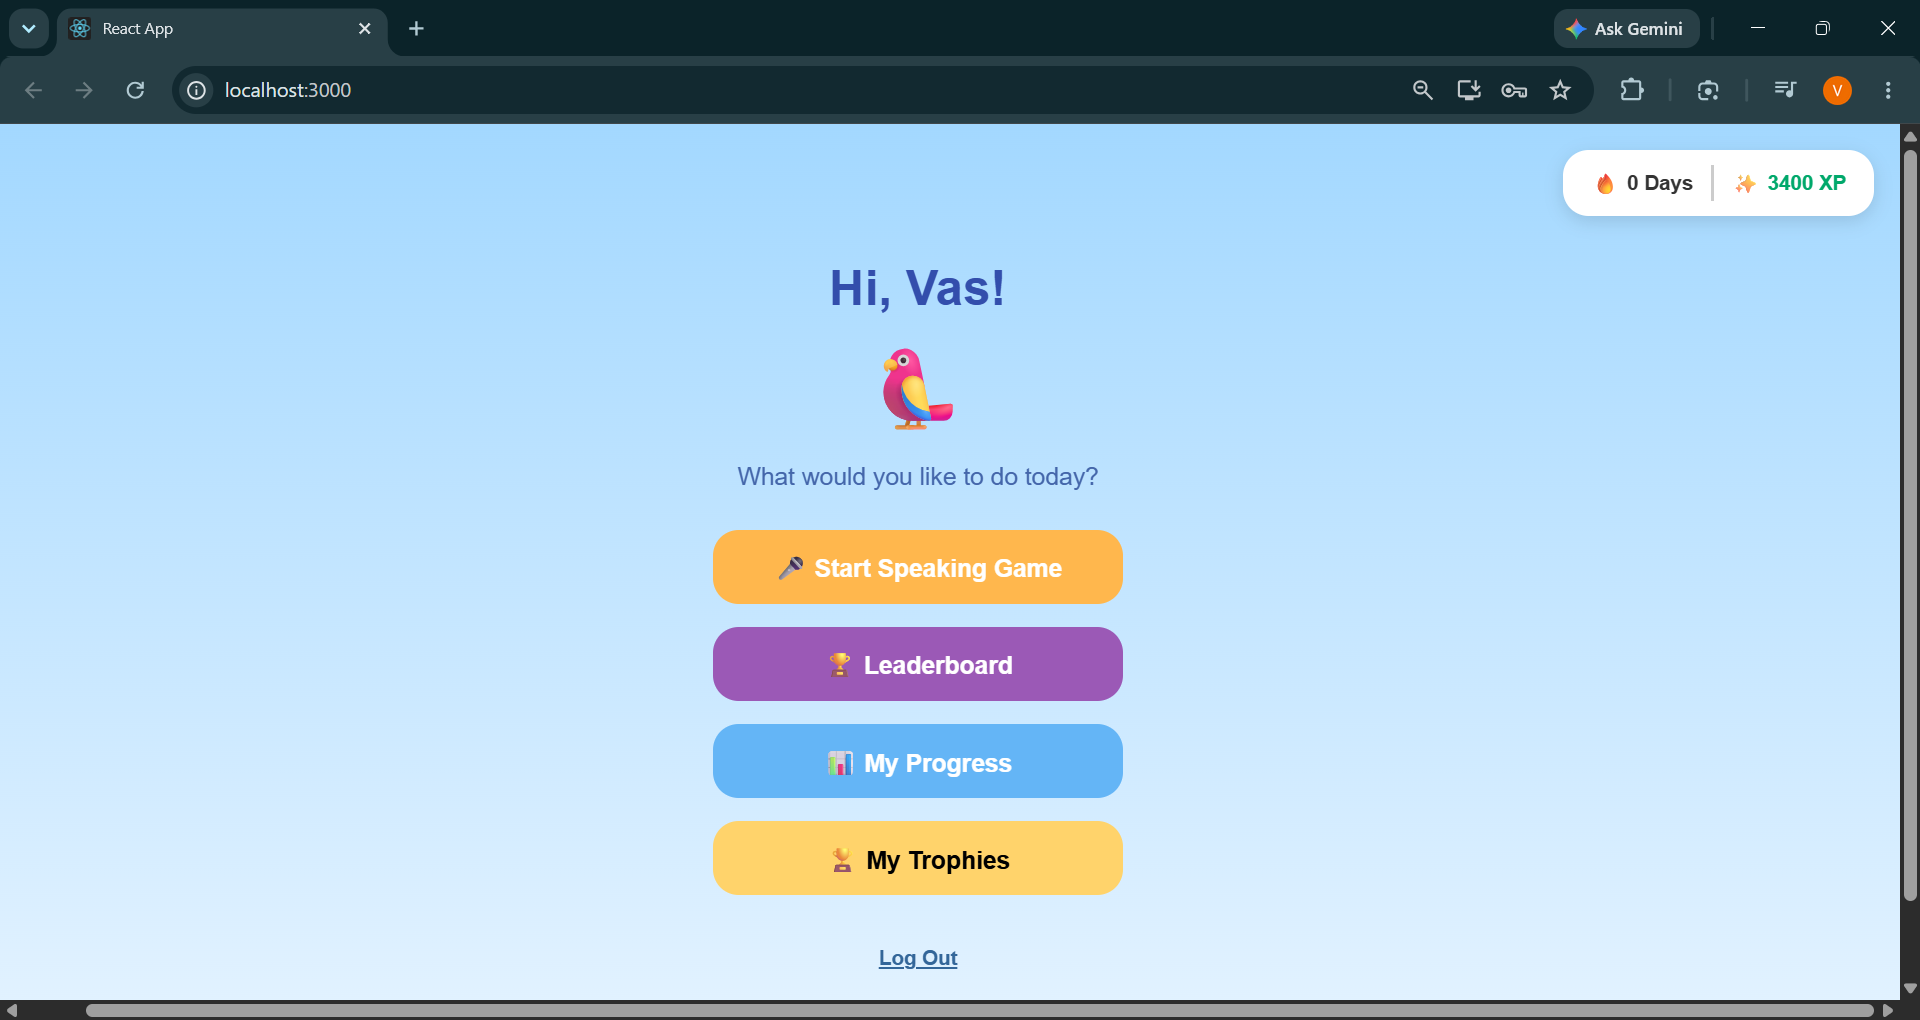 React App
Ask Gemini
localhost:3000
V
0 Days
3400 XP
Hi, Vas!
What would you like to do today?
Start Speaking Game
Leaderboard
My Progress
My Trophies
Log Out